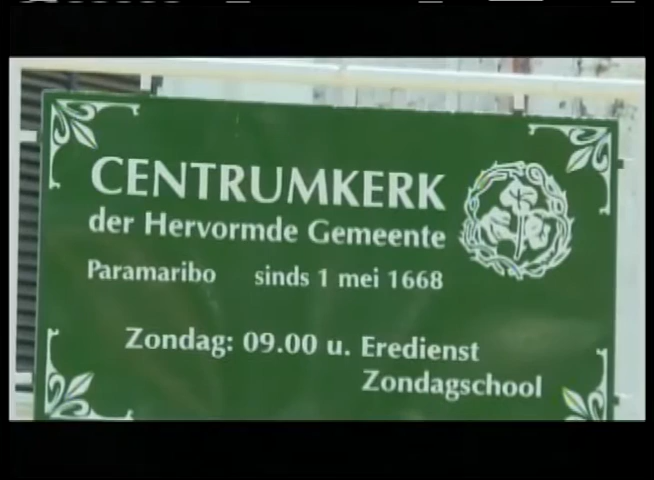 CENTRUMKERK
der Hervormde Gemeente
Paramaribo sinds 1 mei 1668
Zondag: 09.00 u. Eredienst
Zondagschool